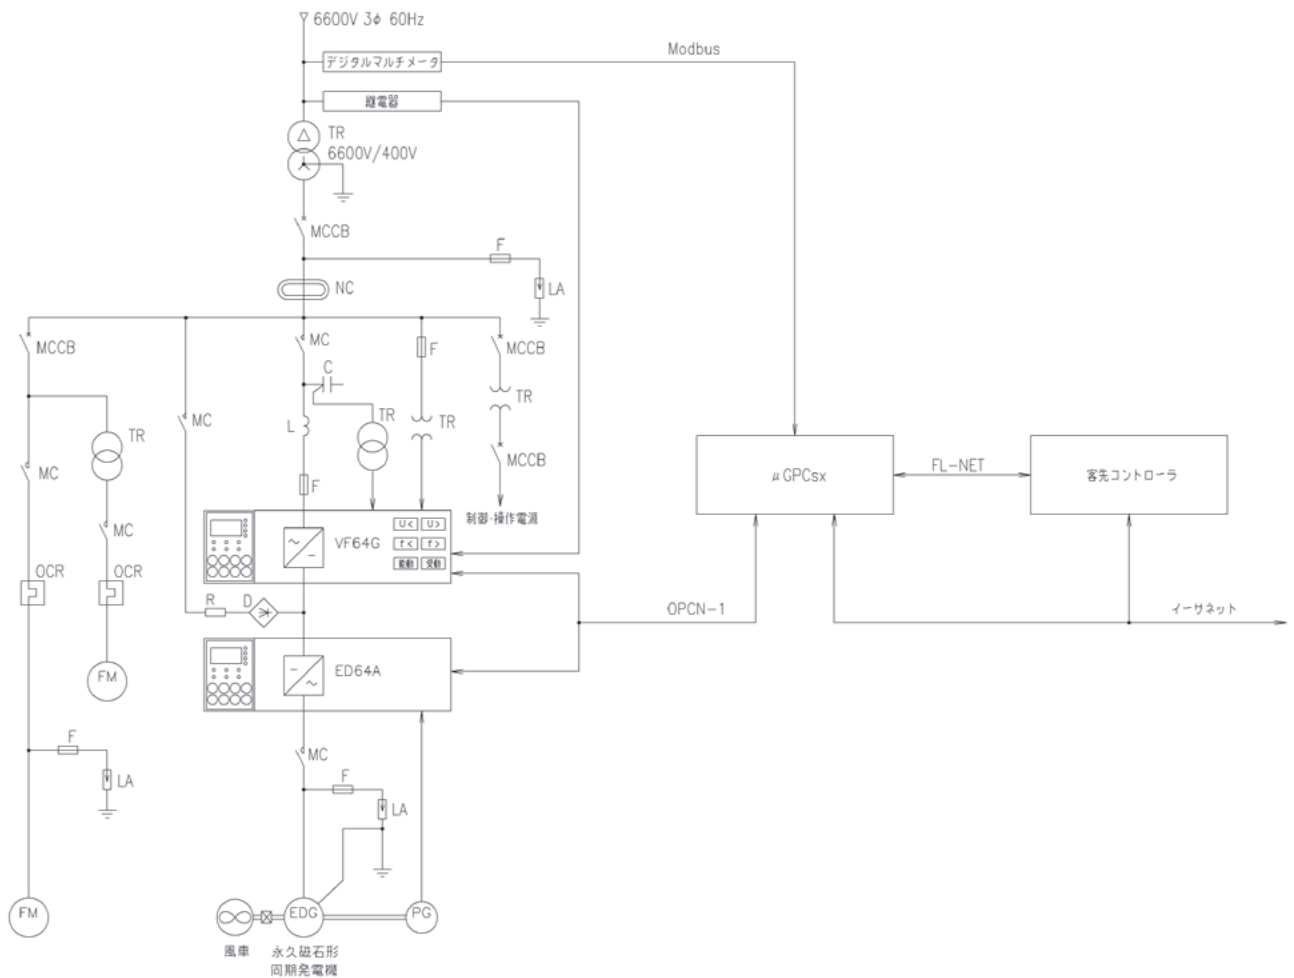 6600V 3φ 60Hz
デジタルマルチメータ
Modbus
継電器
TR
6600V/400V
MCCB
F
LA
NC
MCCB
MC
F
MCCB
C
TR
MC
L
TR
TR
TR
MC
F
MCCB
MC
制御・操作電源
VF64G
U<
U>
f<
f>
能動
受動
μGPCsx
FL-NET
客先コントローラ
OCR
OCR
R
D
OPCN-1
イーサネット
ED64A
FM
F
LA
MC
F
LA
FM
EDG
PG
風車
永久磁石形
同期発電機